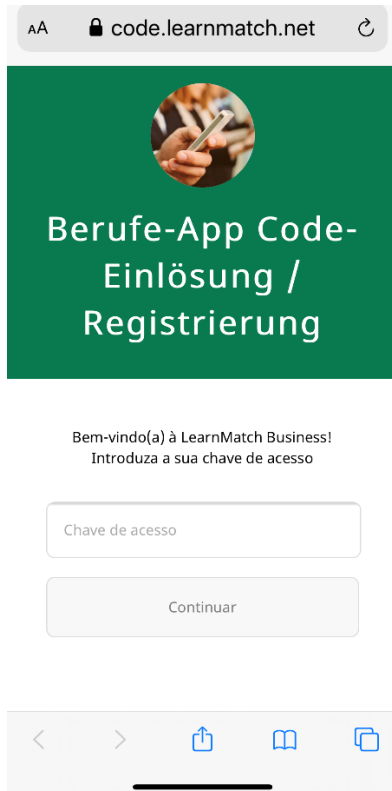 AA
code.learnmatch.net
Berufe-App Code-
Einlösung /
Registrierung
Bem-vindo(a) à LearnMatch Business!
Introduza a sua chave de acesso
Chave de acesso
Continuar